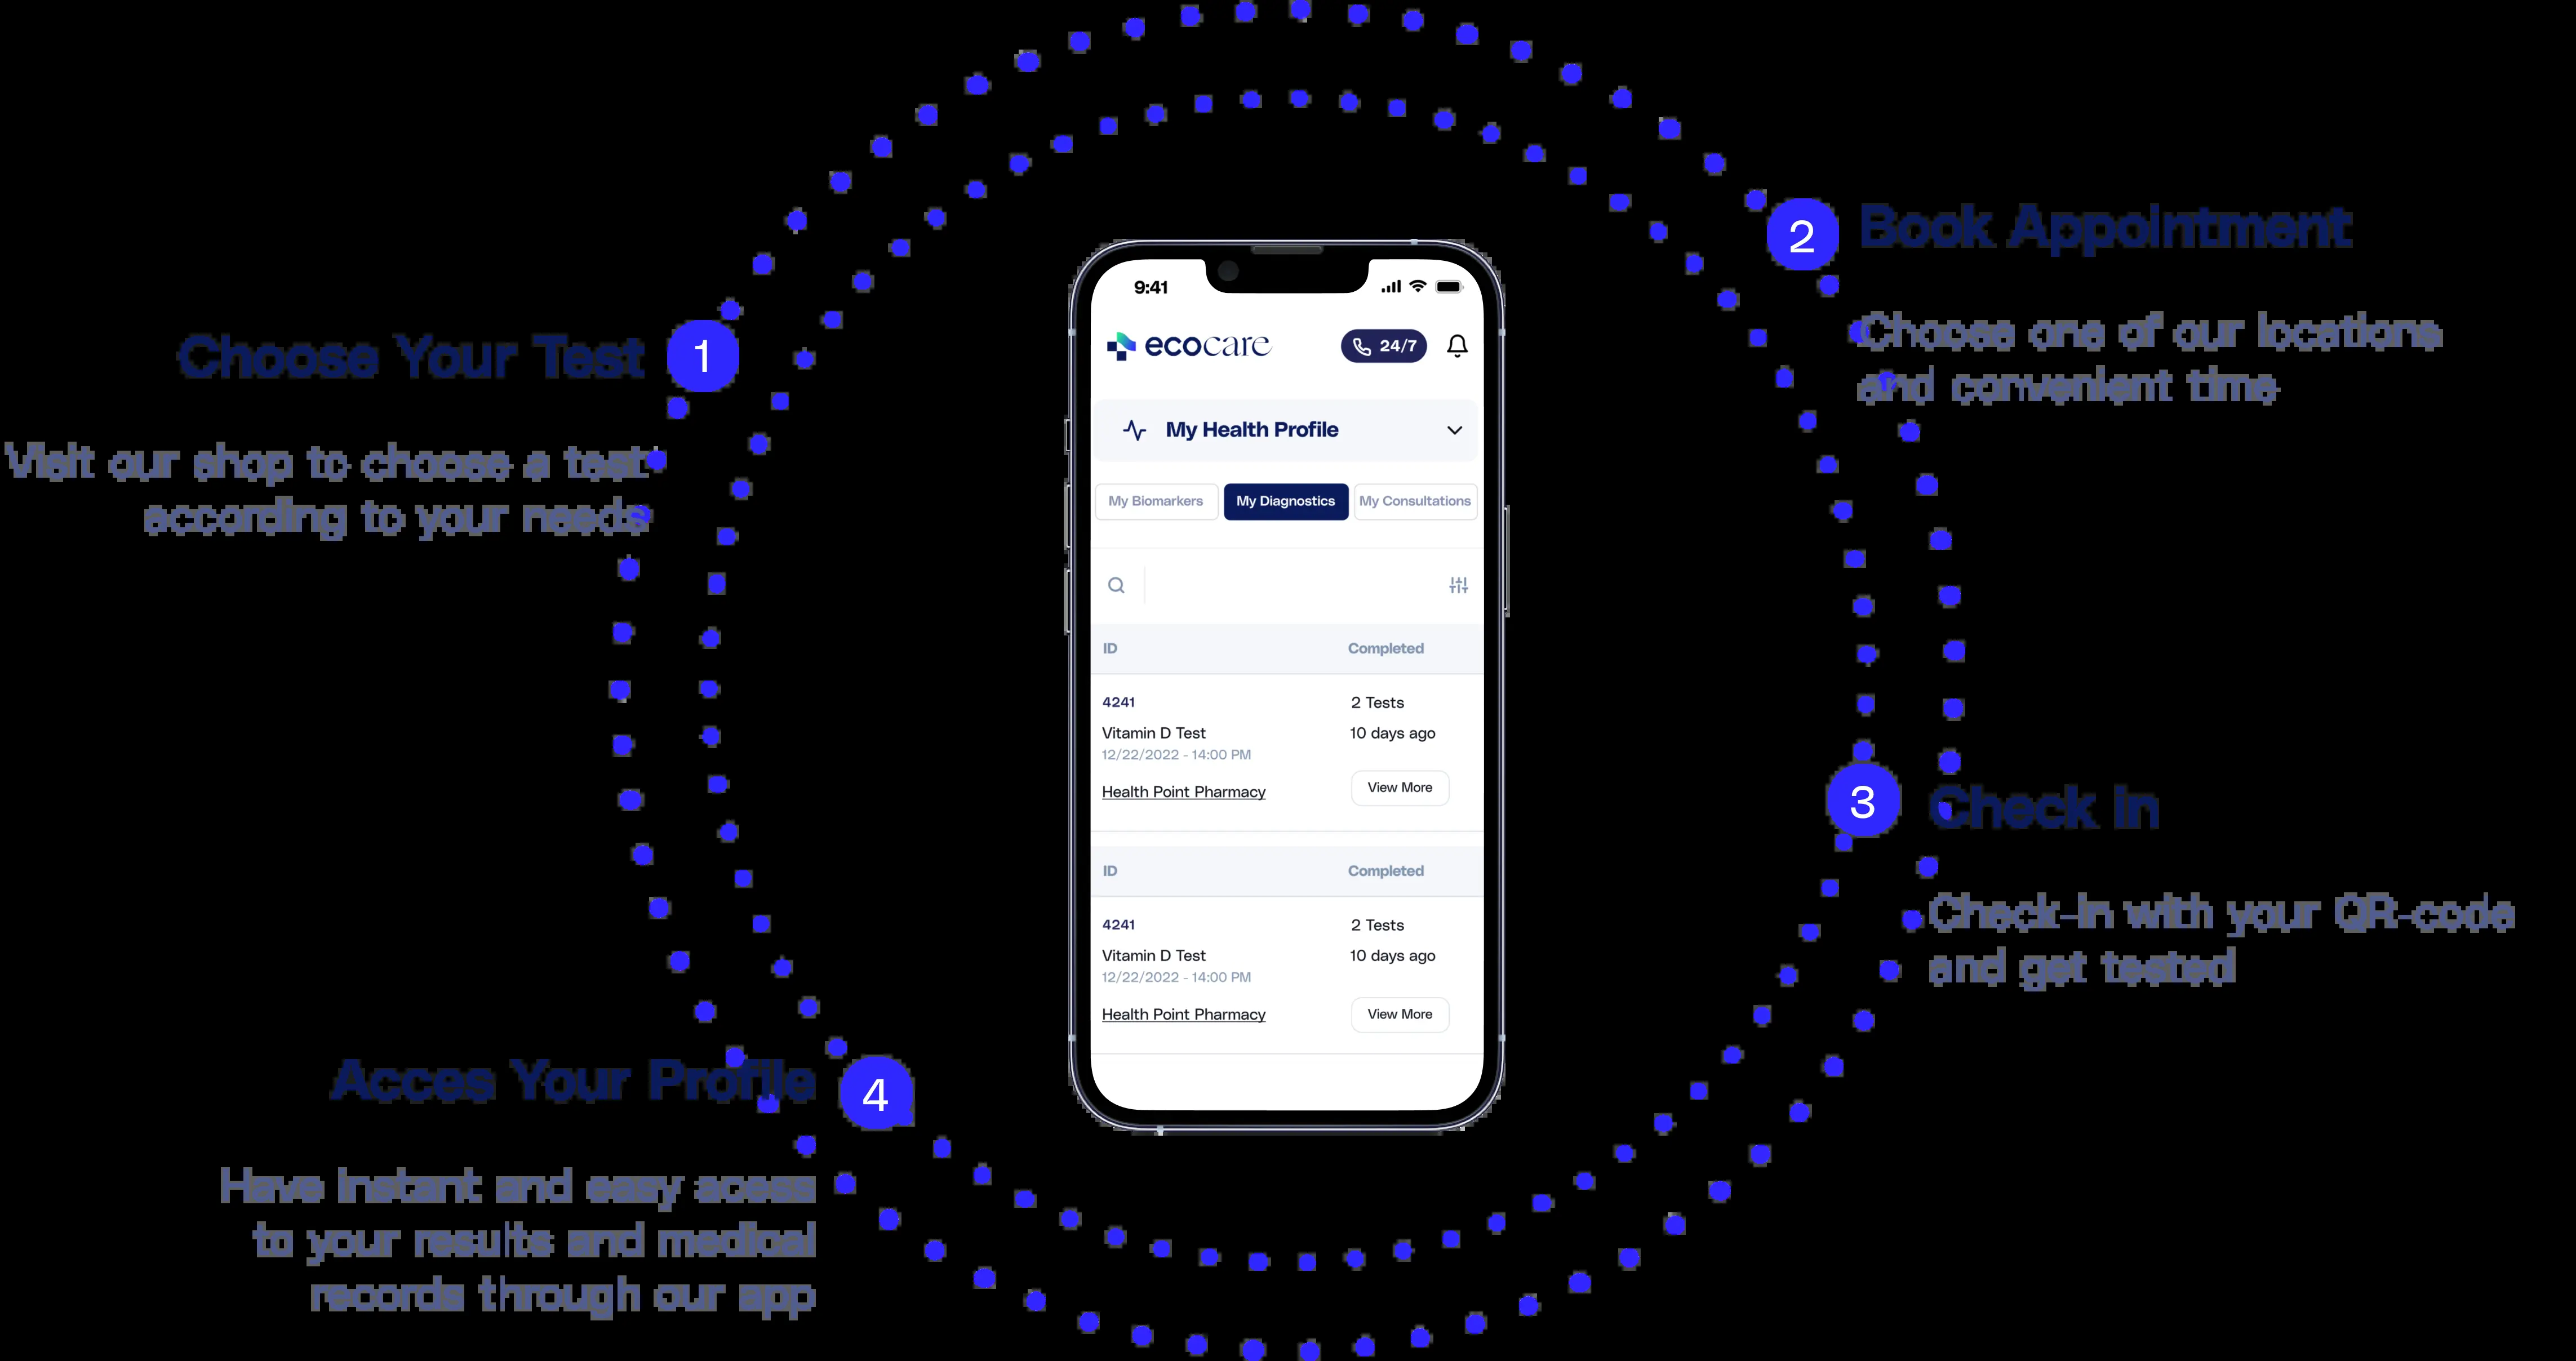 1
Choose Your Test
Visit our shop to choose a test
according to your needs
2
Book Appointment
Choose one of our locations
and convenient time
3
Check in
Check-in with your QR-code
and get tested
4
Acces Your Profile
Have instant and easy acess
to your results and medical
records through our app
9:41
ecocare
24/7
My Health Profile
My Biomarkers My Diagnostics My Consultations
ID Completed
4241 2 Tests
Vitamin D Test 10 days ago
12/22/2022 - 14:00 PM
Health Point Pharmacy View More
ID Completed
4241 2 Tests
Vitamin D Test 10 days ago
12/22/2022 - 14:00 PM
Health Point Pharmacy View More